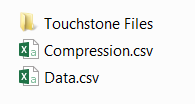 Touchstone Files
Compression.csv
Data.csv